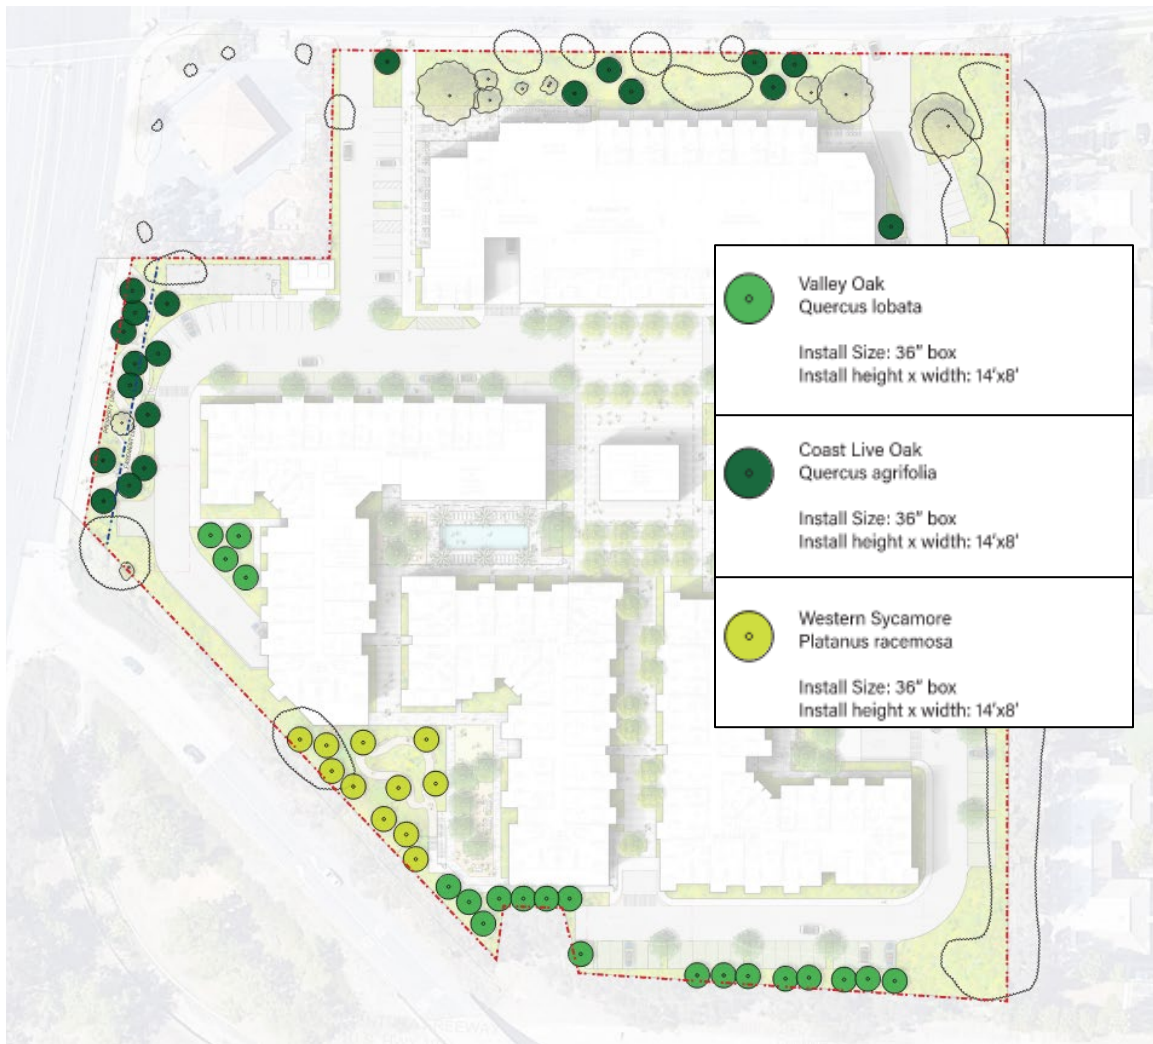 Valley Oak
Quercus lobata
Install Size: 36” box
Install height x width: 14'x8'
Coast Live Oak
Quercus agrifolia
Install Size: 36” box
Install height x width: 14'x8'
Western Sycamore
Platanus racemosa
Install Size: 36” box
Install height x width: 14'x8'
FREEWAY